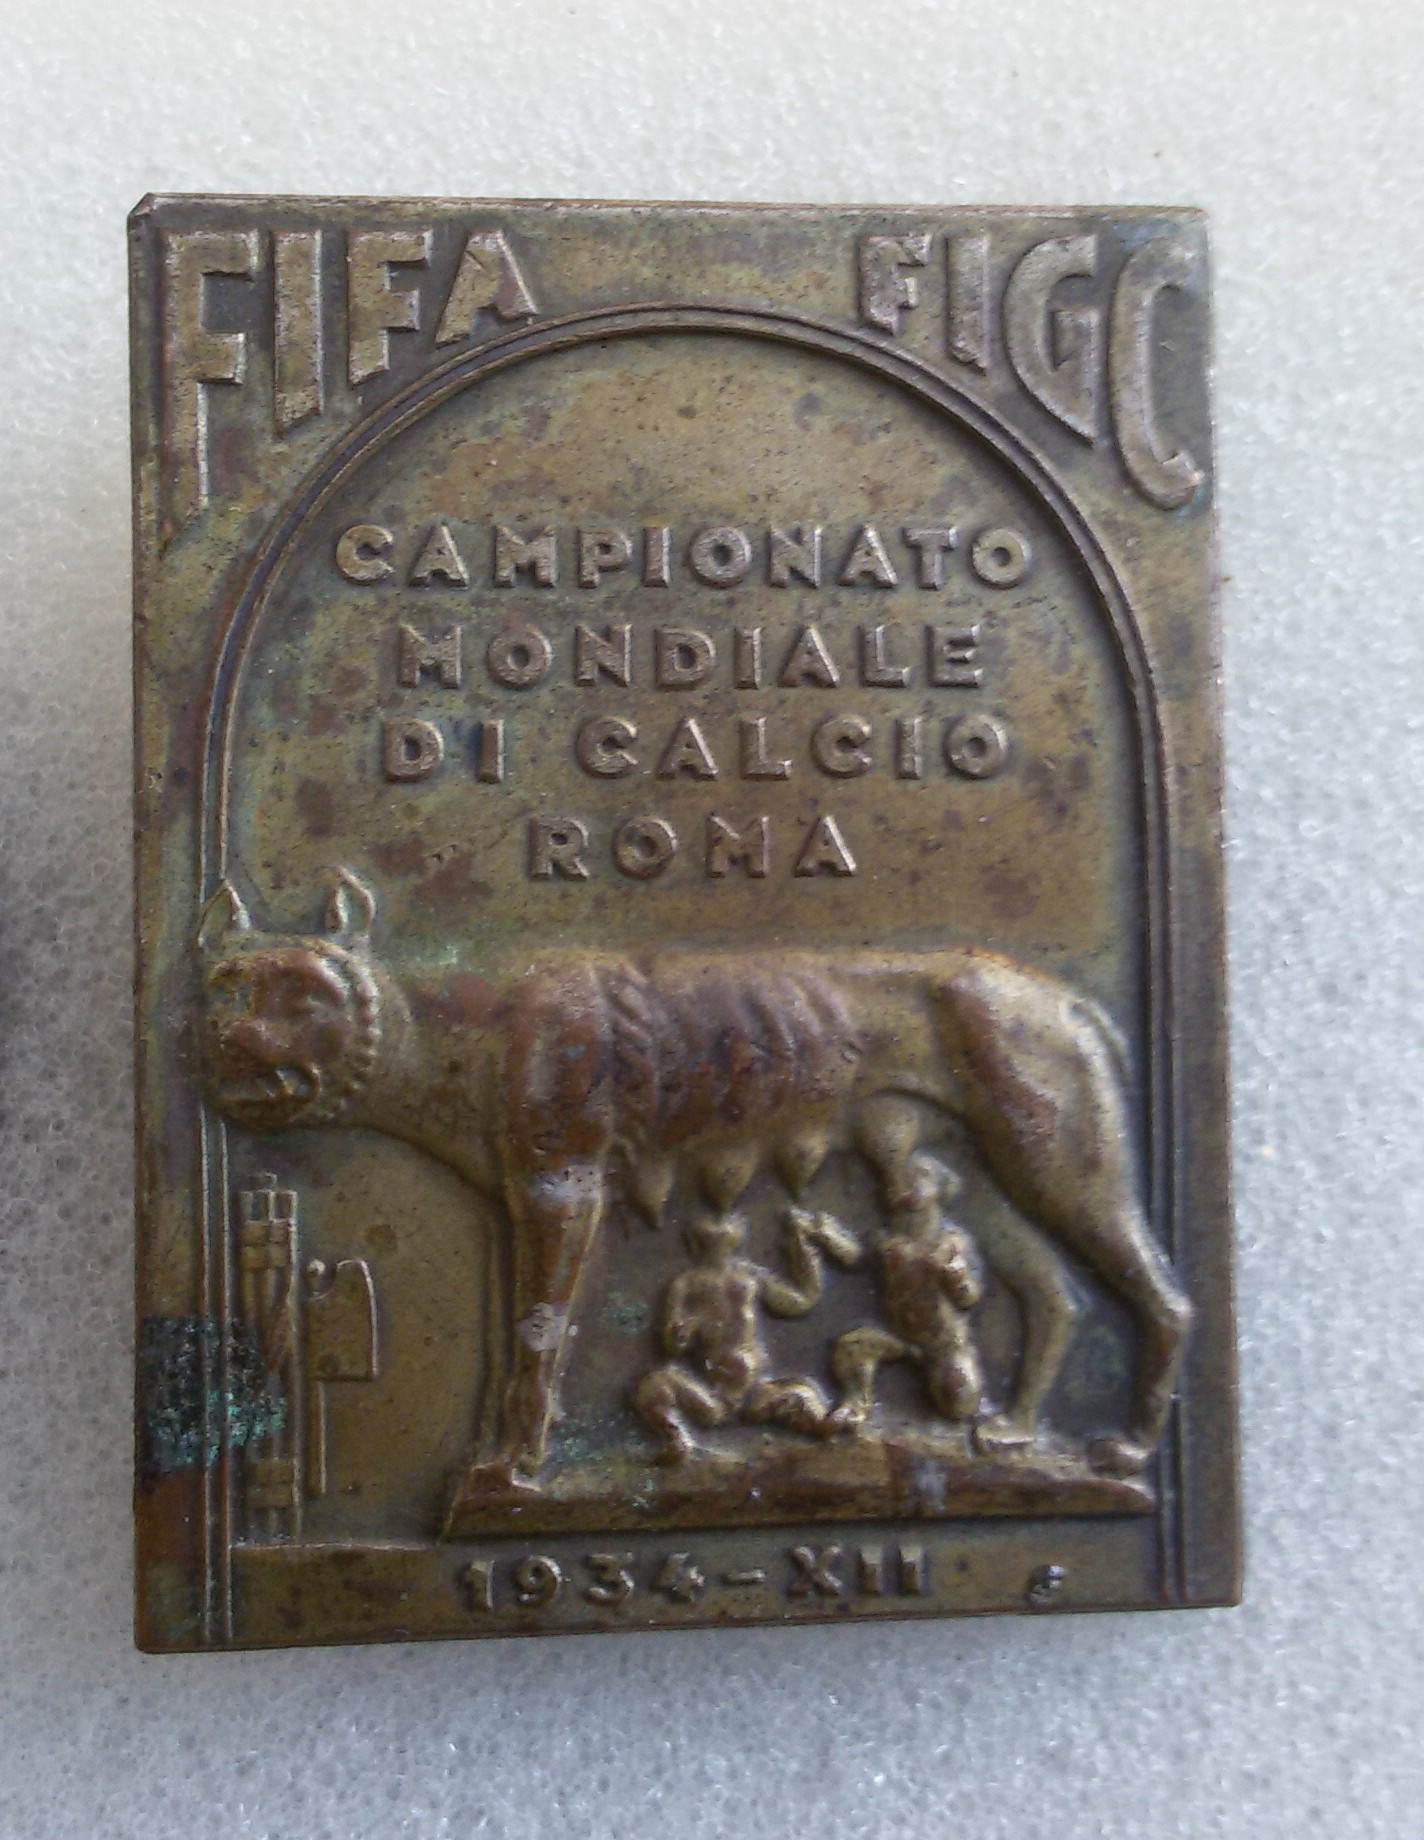 FIFA FIGC
CAMPIONATO
MONDIALE
DI CALCIO
ROMA
1934-XII